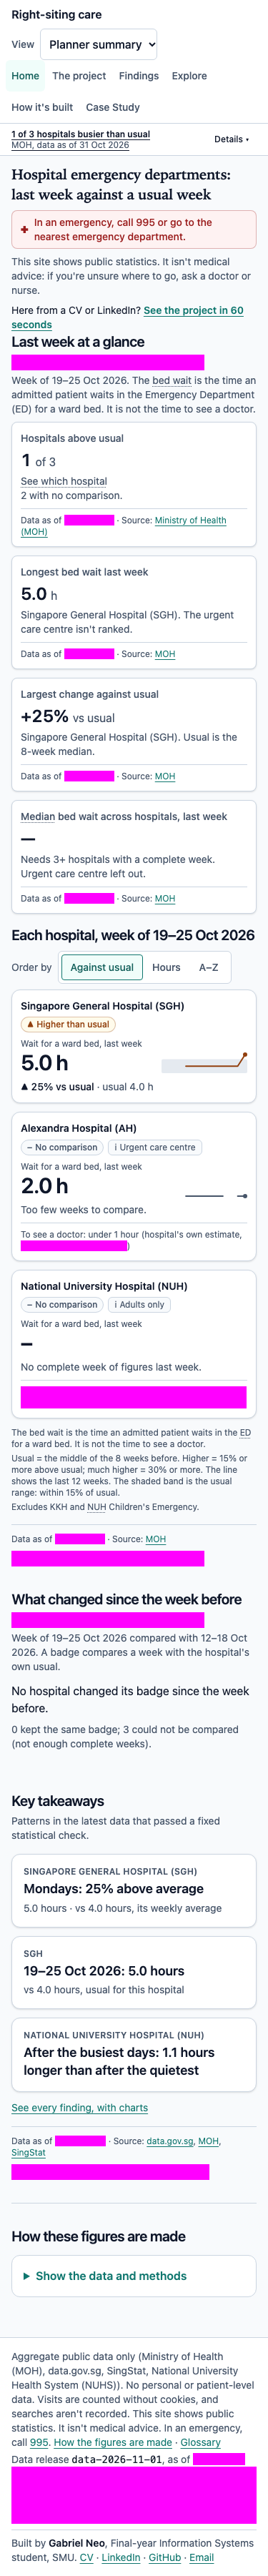 Right-siting care
View Planner summary
Home The project Findings Explore
How it's built Case Study
1 of 3 hospitals busier than usual
MOH, data as of 31 Oct 2026
Details
Hospital emergency departments:
last week against a usual week
In an emergency, call 995 or go to the
nearest emergency department.
This site shows public statistics. It isn't medical
advice: if you're unsure where to go, ask a doctor or
nurse.
Here from a CV or LinkedIn? See the project in 60
seconds
Last week at a glance
Week of 19–25 Oct 2026. The bed wait is the time an
admitted patient waits in the Emergency Department
(ED) for a ward bed. It is not the time to see a doctor.
Hospitals above usual
1 of 3
See which hospital
2 with no comparison.
Data as of · Source: Ministry of Health
(MOH)
Longest bed wait last week
5.0 h
Singapore General Hospital (SGH). The urgent
care centre isn't ranked.
Data as of · Source: MOH
Largest change against usual
+25% vs usual
Singapore General Hospital (SGH). Usual is the
8-week median.
Data as of · Source: MOH
Median bed wait across hospitals, last week
–
Needs 3+ hospitals with a complete week.
Urgent care centre left out.
Data as of · Source: MOH
Each hospital, week of 19–25 Oct 2026
Order by Against usual Hours A–Z
Singapore General Hospital (SGH)
▲ Higher than usual
Wait for a ward bed, last week
5.0 h
▲ 25% vs usual · usual 4.0 h
Alexandra Hospital (AH)
– No comparison i Urgent care centre
Wait for a ward bed, last week
2.0 h
Too few weeks to compare.
To see a doctor: under 1 hour (hospital's own estimate,
)
National University Hospital (NUH)
– No comparison i Adults only
Wait for a ward bed, last week
–
No complete week of figures last week.
The bed wait is the time an admitted patient waits in the ED
for a ward bed. It is not the time to see a doctor.
Usual = the middle of the 8 weeks before. Higher = 15% or
more above usual; much higher = 30% or more. The line
shows the last 12 weeks. The shaded band is the usual
range: within 15% of usual.
Excludes KKH and NUH Children's Emergency.
Data as of · Source: MOH
What changed since the week before
Week of 19–25 Oct 2026 compared with 12–18 Oct
2026. A badge compares a week with the hospital's
own usual.
No hospital changed its badge since the week
before.
0 kept the same badge; 3 could not be compared
(not enough complete weeks).
Key takeaways
Patterns in the latest data that passed a fixed
statistical check.
SINGAPORE GENERAL HOSPITAL (SGH)
Mondays: 25% above average
5.0 hours · vs 4.0 hours, its weekly average
SGH
19–25 Oct 2026: 5.0 hours
vs 4.0 hours, usual for this hospital
NATIONAL UNIVERSITY HOSPITAL (NUH)
After the busiest days: 1.1 hours
longer than after the quietest
See every finding, with charts
Data as of · Source: data.gov.sg, MOH,
SingStat
How these figures are made
▶ Show the data and methods
Aggregate public data only (Ministry of Health
(MOH), data.gov.sg, SingStat, National University
Health System (NUHS)). No personal or patient-level
data. Visits are counted without cookies, and
searches aren't recorded. This site shows public
statistics. It isn't medical advice. In an emergency,
call 995. How the figures are made · Glossary
Data release data-2026-11-01, as of
Built by Gabriel Neo, Final-year Information Systems
student, SMU. CV · LinkedIn · GitHub · Email